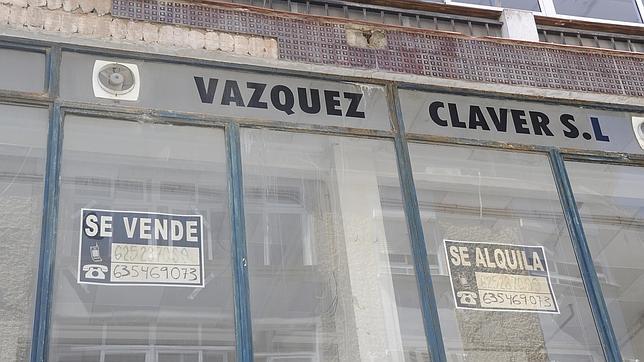 VAZQUEZ CLAVER S.L
SE VENDE
635469073
SE ALQUILA
635469073